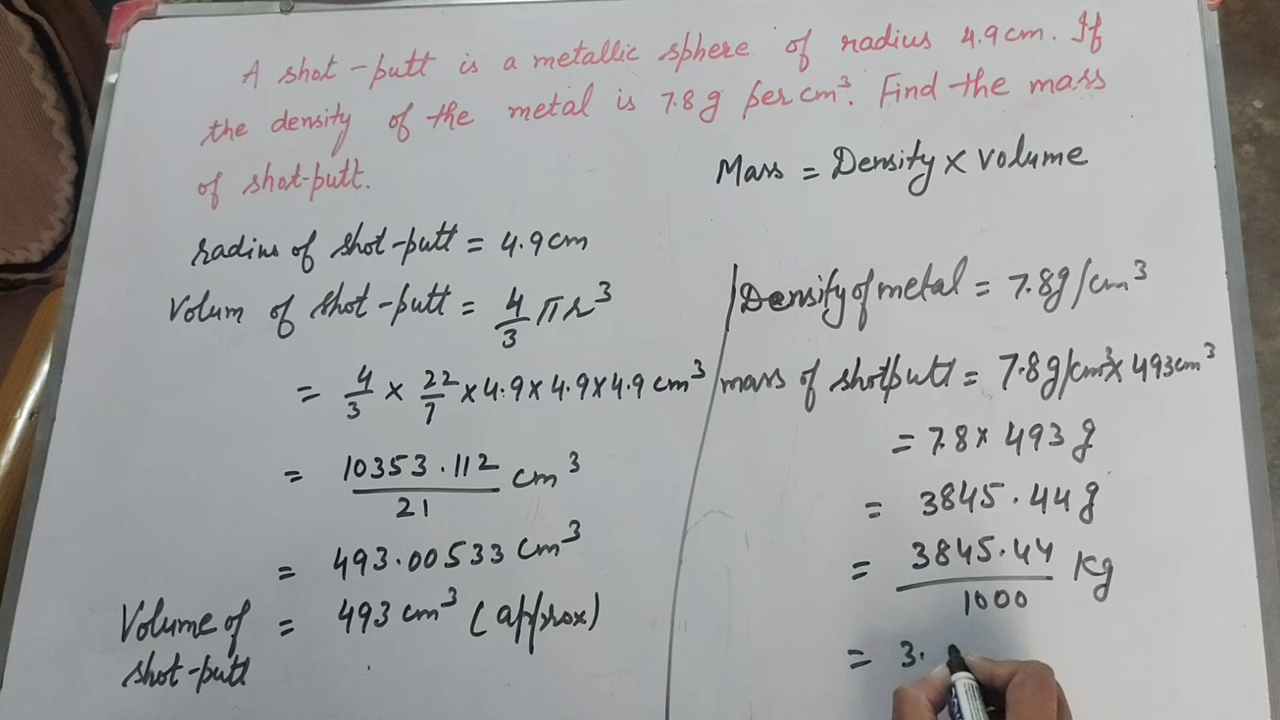 A shot-putt is a metallic sphere of radius 4.9cm. If
the density of the metal is 7.8g per cm³. Find the mass
of shot-putt.
Mass = Density × volume
radius of shot-putt = 4.9cm
Volum of shot-putt = 4/3 πr³
= 4/3 × 22/7 × 4.9 × 4.9 × 4.9 cm³
= 10353.112/21 cm³
= 493.00533 cm³
Volume of shot-putt = 493 cm³ (approx)
Density of metal = 7.8g/cm³
mass of shotputt = 7.8g/cm³ × 493cm³
= 7.8 × 493 g
= 3845.44g
= 3845.44/1000 Kg
= 3.